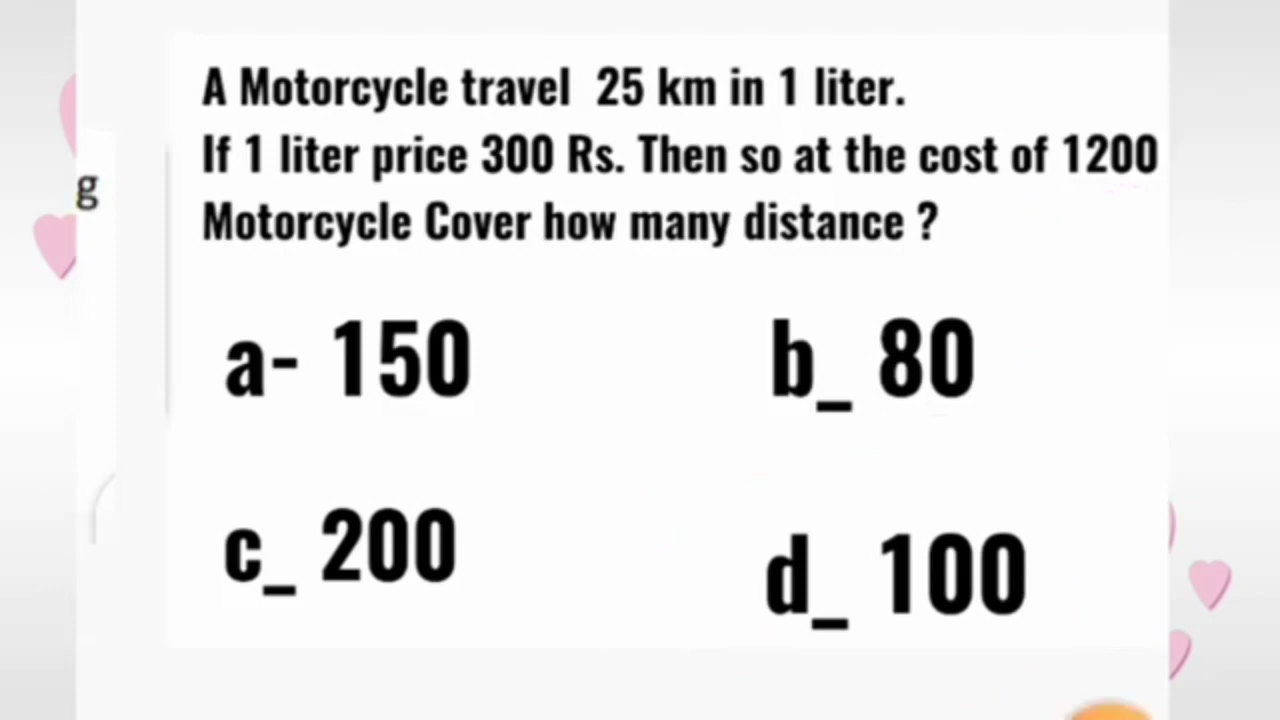 A Motorcycle travel 25 km in 1 liter.
If 1 liter price 300 Rs. Then so at the cost of 1200
g
Motorcycle Cover how many distance ?
a- 150
b_ 80
c_ 200
d_ 100